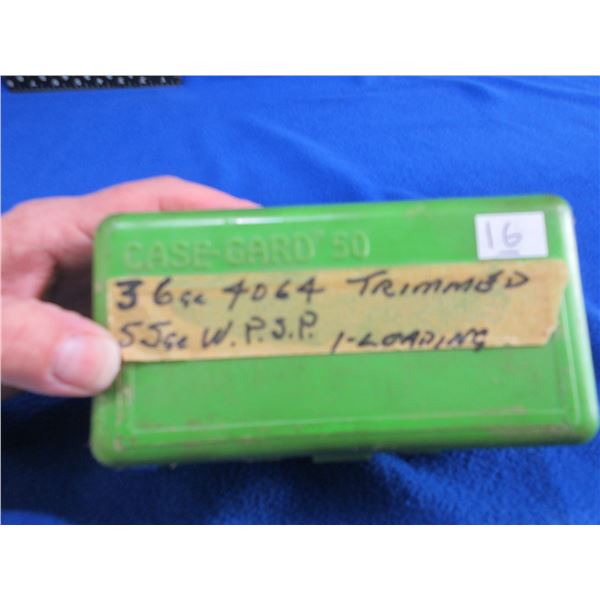 CASE-GARD 50
16
36gr 4064 TRIMMED
55gr W.P.S.P. 1-LOADING